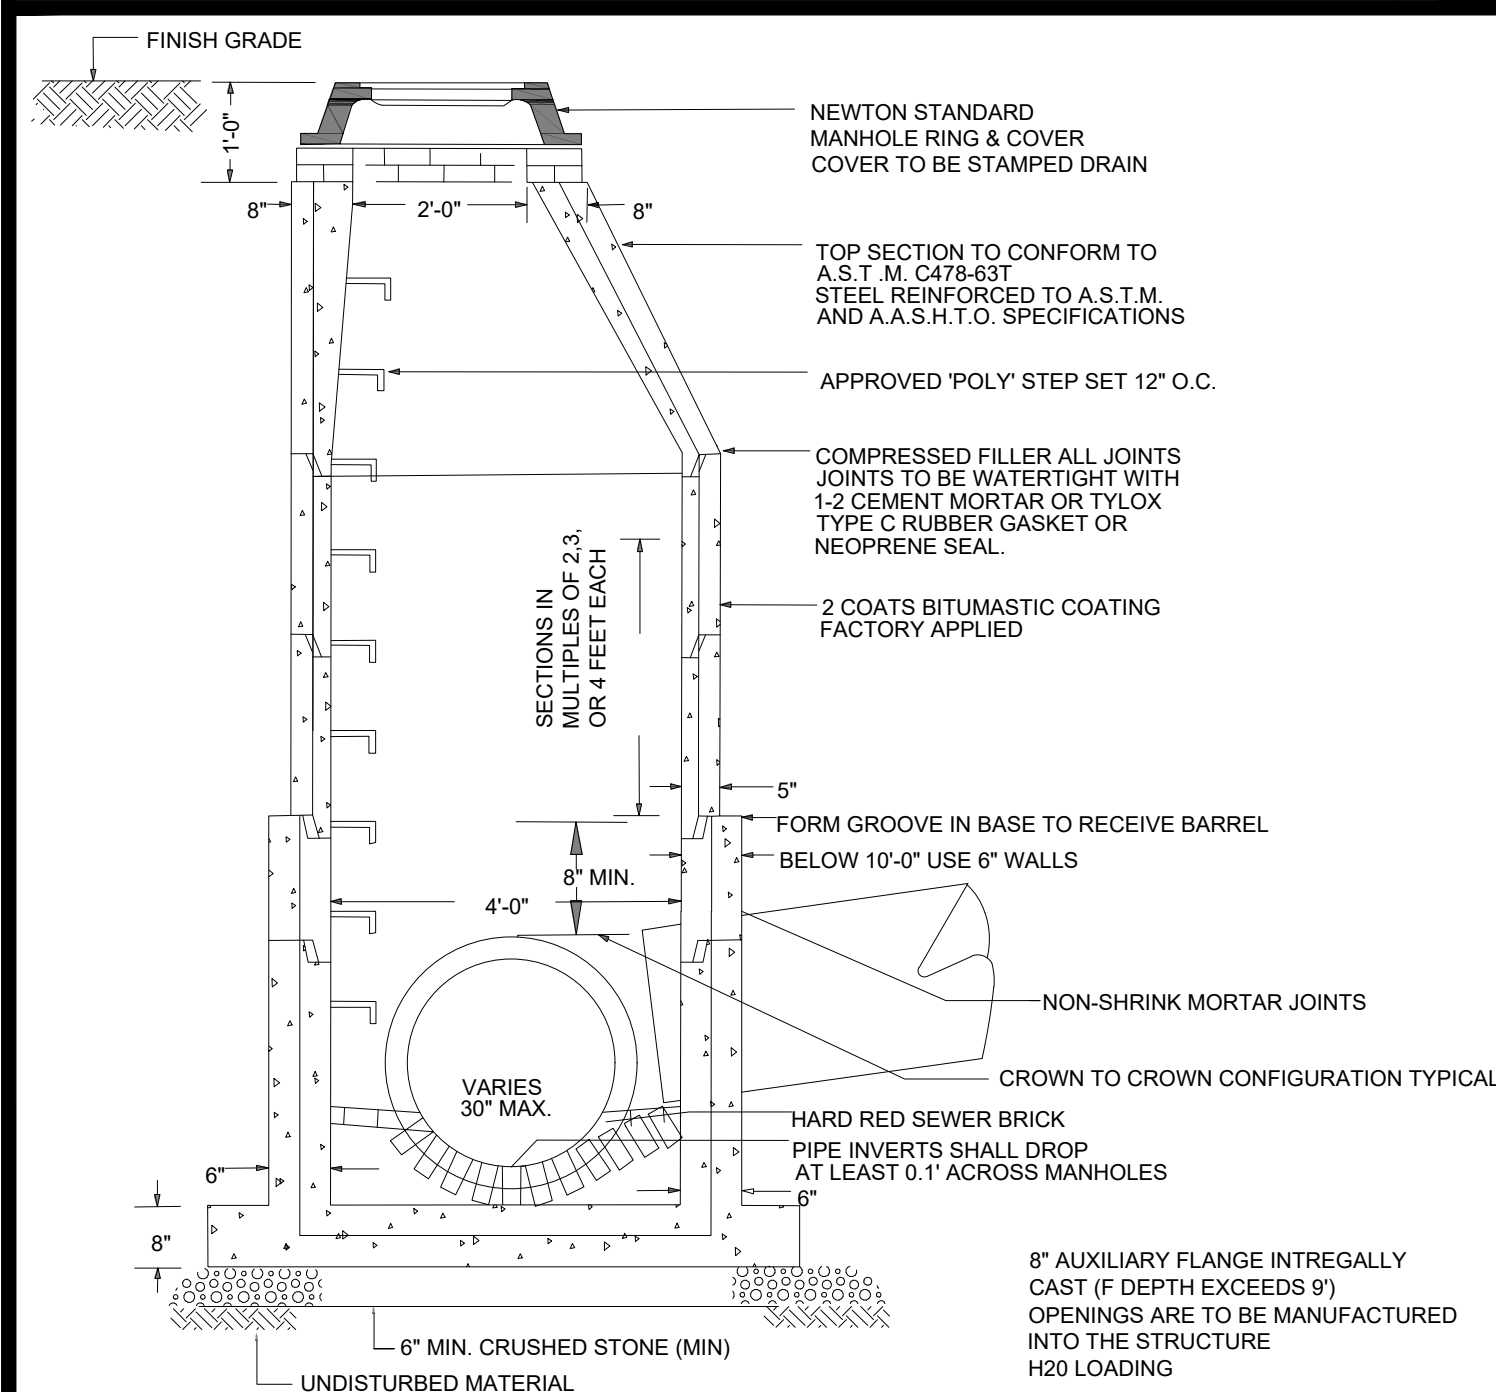 FINISH GRADE
1'-0"
NEWTON STANDARD
MANHOLE RING & COVER
COVER TO BE STAMPED DRAIN
8"
2'-0"
8"
TOP SECTION TO CONFORM TO
A.S.T .M. C478-63T
STEEL REINFORCED TO A.S.T.M.
AND A.A.S.H.T.O. SPECIFICATIONS
APPROVED 'POLY' STEP SET 12" O.C.
COMPRESSED FILLER ALL JOINTS
JOINTS TO BE WATERTIGHT WITH
1-2 CEMENT MORTAR OR TYLOX
TYPE C RUBBER GASKET OR
NEOPRENE SEAL.
SECTIONS IN
MULTIPLES OF 2,3,
OR 4 FEET EACH
2 COATS BITUMASTIC COATING
FACTORY APPLIED
5"
FORM GROOVE IN BASE TO RECEIVE BARREL
BELOW 10'-0" USE 6" WALLS
8" MIN.
4'-0"
NON-SHRINK MORTAR JOINTS
CROWN TO CROWN CONFIGURATION TYPICAL
VARIES
30" MAX.
HARD RED SEWER BRICK
PIPE INVERTS SHALL DROP
AT LEAST 0.1' ACROSS MANHOLES
6"
6"
8"
8" AUXILIARY FLANGE INTREGALLY
CAST (F DEPTH EXCEEDS 9')
OPENINGS ARE TO BE MANUFACTURED
INTO THE STRUCTURE
H20 LOADING
6" MIN. CRUSHED STONE (MIN)
UNDISTURBED MATERIAL